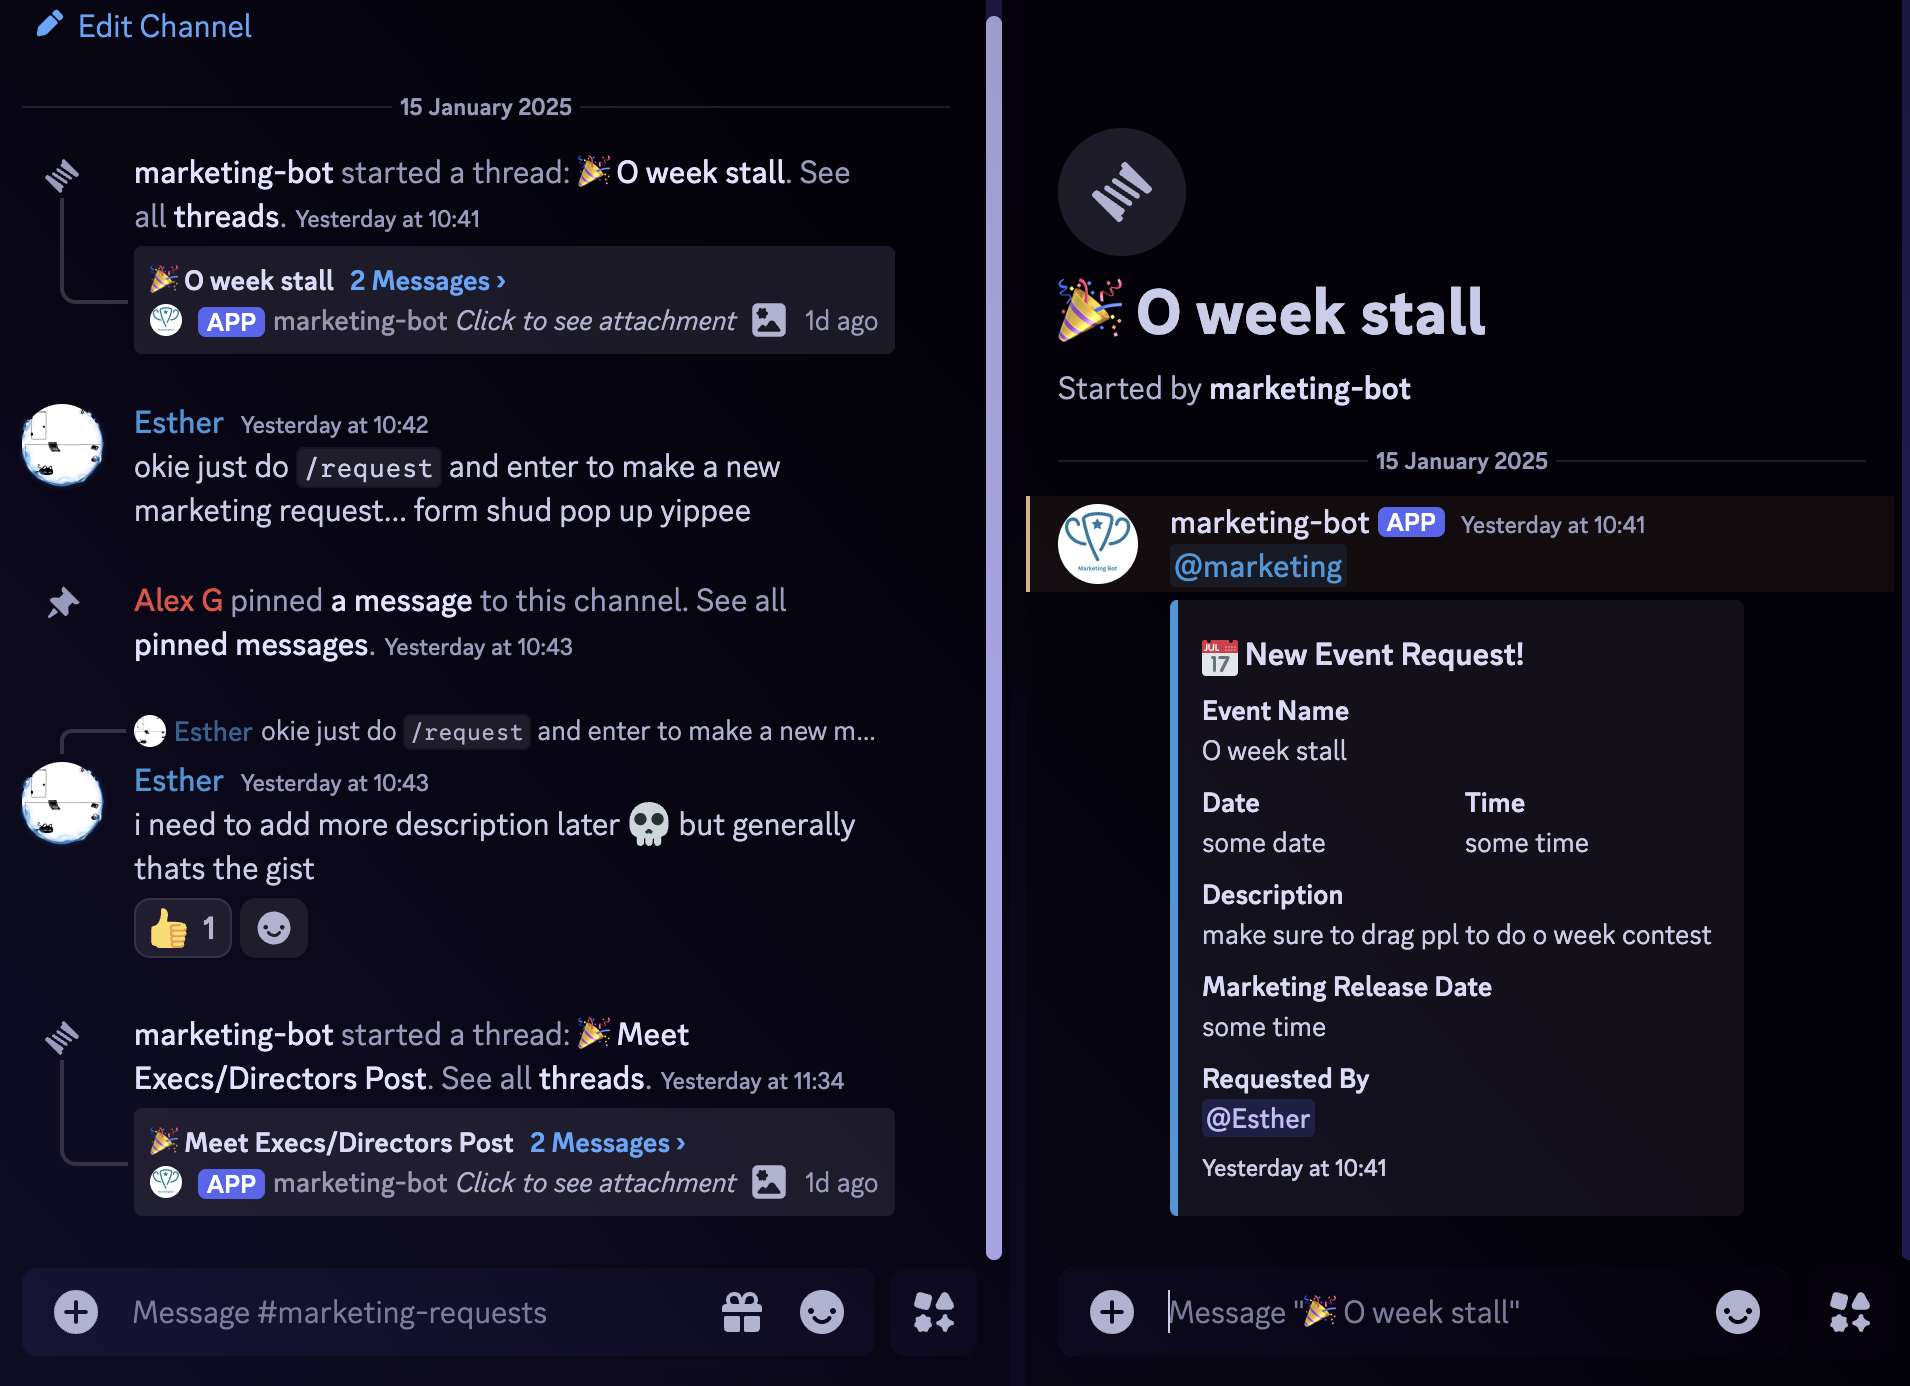 Edit Channel
15 January 2025
marketing-bot started a thread: 🎉 O week stall. See
all threads. Yesterday at 10:41
🎉 O week stall 2 Messages ›
APP marketing-bot Click to see attachment 1d ago
Esther Yesterday at 10:42
okie just do /request and enter to make a new
marketing request... form shud pop up yippee
Alex G pinned a message to this channel. See all
pinned messages. Yesterday at 10:43
Esther okie just do /request and enter to make a new m...
Esther Yesterday at 10:43
i need to add more description later 💀 but generally
thats the gist
👍 1
marketing-bot started a thread: 🎉 Meet
Execs/Directors Post. See all threads. Yesterday at 11:34
🎉 Meet Execs/Directors Post 2 Messages ›
APP marketing-bot Click to see attachment 1d ago
Message #marketing-requests
🎉 O week stall
Started by marketing-bot
15 January 2025
marketing-bot APP Yesterday at 10:41
Marketing Bot
@marketing
JUL
17
New Event Request!
Event Name
O week stall
Date Time
some date some time
Description
make sure to drag ppl to do o week contest
Marketing Release Date
some time
Requested By
@Esther
Yesterday at 10:41
Message "🎉 O week stall"